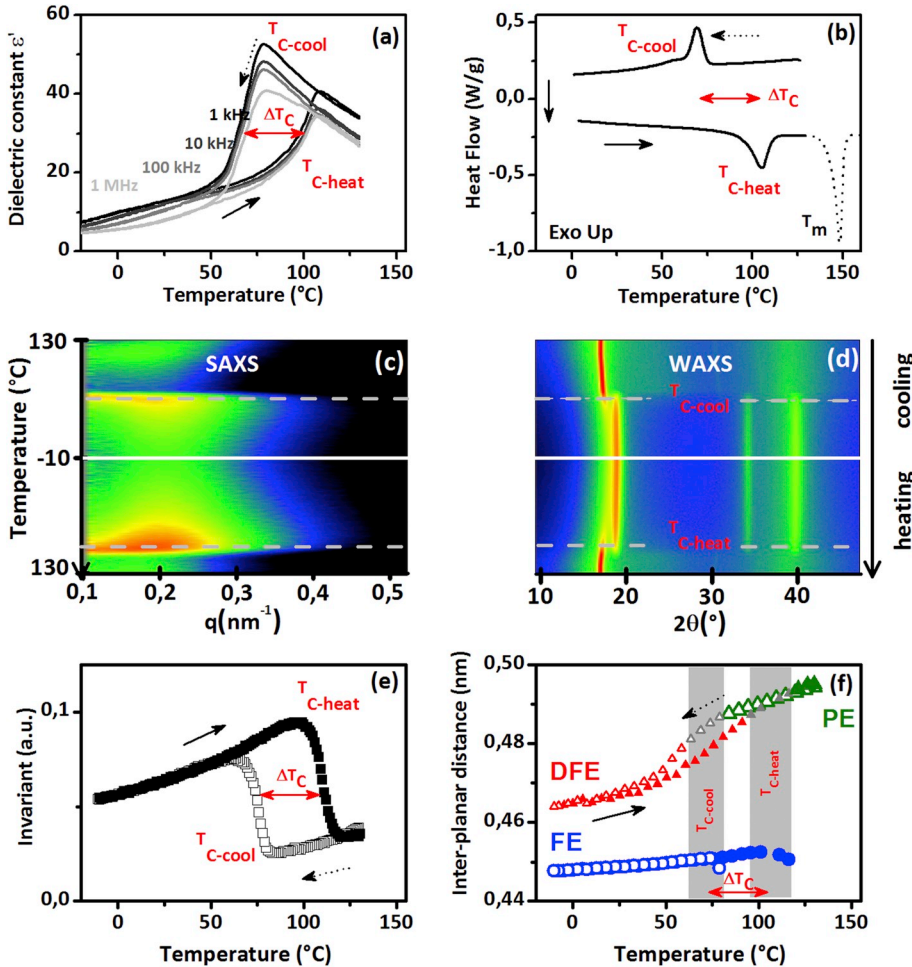 (a)
T
C-cool
1 kHz
ΔT
C
10 kHz
100 kHz
1 MHz
T
C-heat
60
40
20
0
0 50 100 150
Dielectric constant ε'
Temperature (°C)
(b)
T
C-cool
ΔT
C
T
C-heat
T
m
Exo Up
0,5
0,0
-0,5
-1,0
0 50 100 150
Heat Flow (W/g)
Temperature (°C)
SAXS
(c)
130
-10
130
Temperature (°C)
0,1 0,2 0,3 0,4 0,5
q(nm⁻¹)
WAXS
(d)
T
C-cool
T
C-heat
cooling
heating
10 20 30 40
2θ(°)
(e)
T
C-heat
ΔT
C
T
C-cool
0,1
0,0
0 50 100 150
Invariant (a.u.)
Temperature (°C)
(f)
PE
DFE
FE
T
C-cool
T
C-heat
ΔT
C
0,50
0,48
0,46
0,44
0 50 100 150
Inter-planar distance (nm)
Temperature (°C)